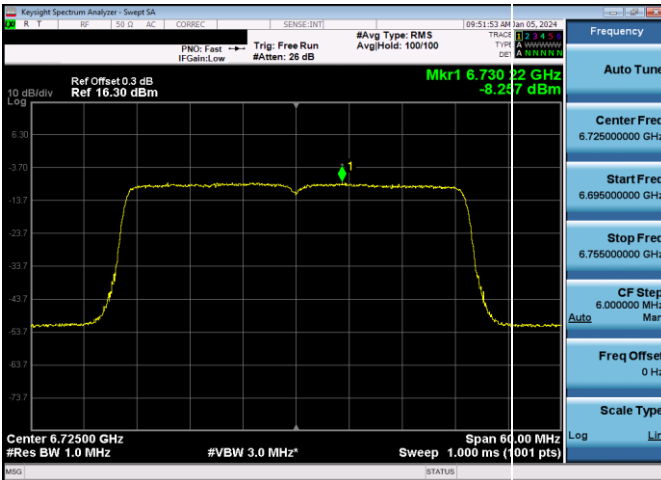 Keysight Spectrum Analyzer - Swept SA
R T RF 50 Ω AC CORREC SENSE:INT 09:51:53 AM Jan 05, 2024
#Avg Type: RMS
TRACE 1 2 3 4 5 6
PNO: Fast Trig: Free Run Avg|Hold: 100/100
TYPE A WWWWW
IFGain:Low #Atten: 26 dB
DET A N N N N N
Mkr1 6.730 22 GHz
-8.257 dBm
Ref Offset 0.3 dB
10 dB/div Ref 16.30 dBm
Log
1
6.30
-3.70
-13.7
-23.7
-33.7
-43.7
-53.7
-63.7
-73.7
Center 6.72500 GHz Span 60.00 MHz
#Res BW 1.0 MHz #VBW 3.0 MHz* Sweep 1.000 ms (1001 pts)
MSG STATUS
Frequency
Auto Tune
Center Freq
6.725000000 GHz
Start Freq
6.695000000 GHz
Stop Freq
6.755000000 GHz
CF Step
6.000000 MHz
Auto Man
Freq Offset
0 Hz
Scale Type
Log Lin